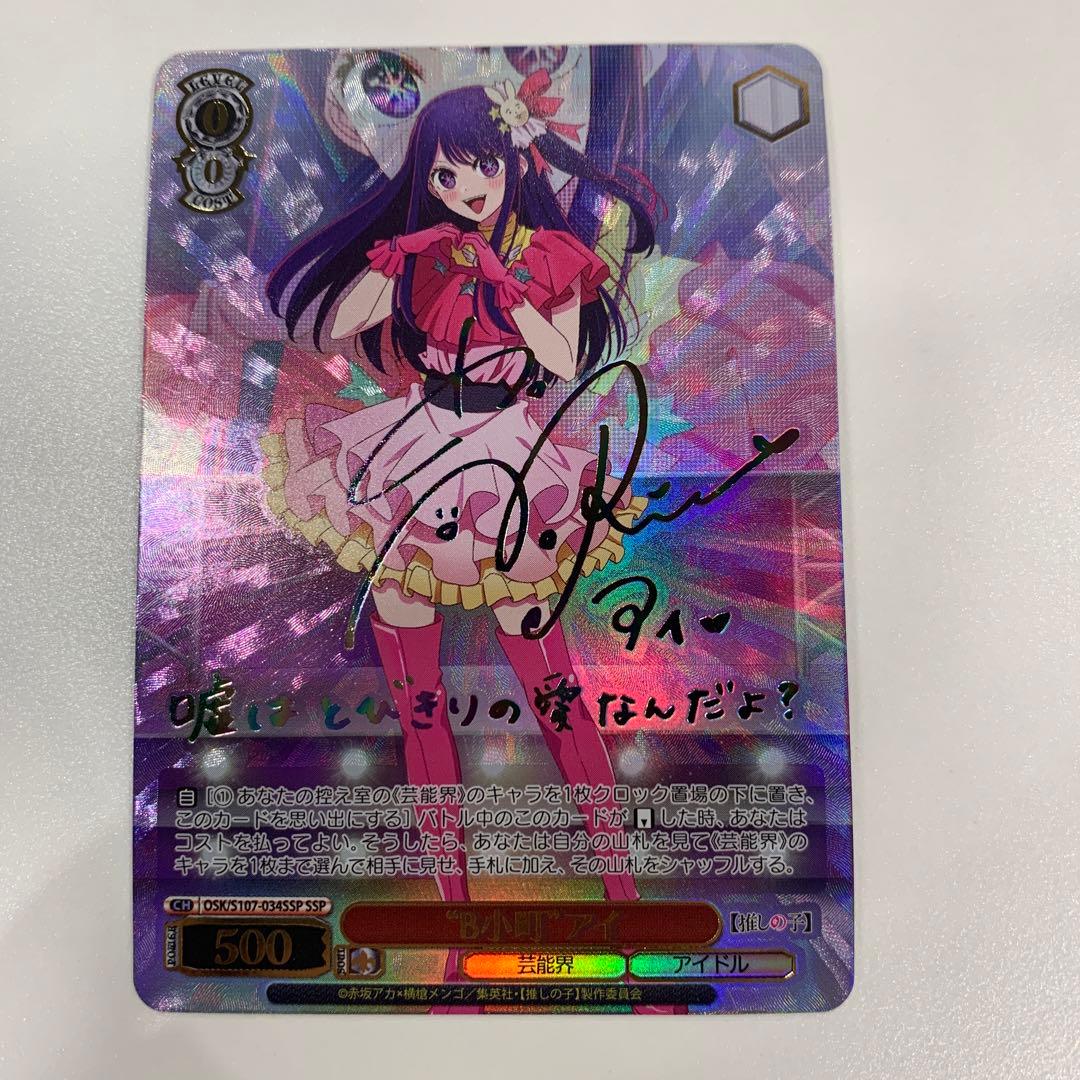 LEVEL
0
0
COST
アイ
嘘はとびきりの愛なんだよ?
自 [① あなたの控え室の《芸能界》のキャラを1枚クロック置場の下に置き、
このカードを思い出にする] バトル中のこのカードが した時、あなたは
コストを払ってよい。そうしたら、あなたは自分の山札を見て《芸能界》の
キャラを1枚まで選んで相手に見せ、手札に加え、その山札をシャッフルする。
CH OSK/S107-034SSP SSP
"B小町" アイ
【推しの子】
POWER 500 SOUL
芸能界 アイドル
©赤坂アカ×横槍メンゴ/集英社・【推しの子】製作委員会